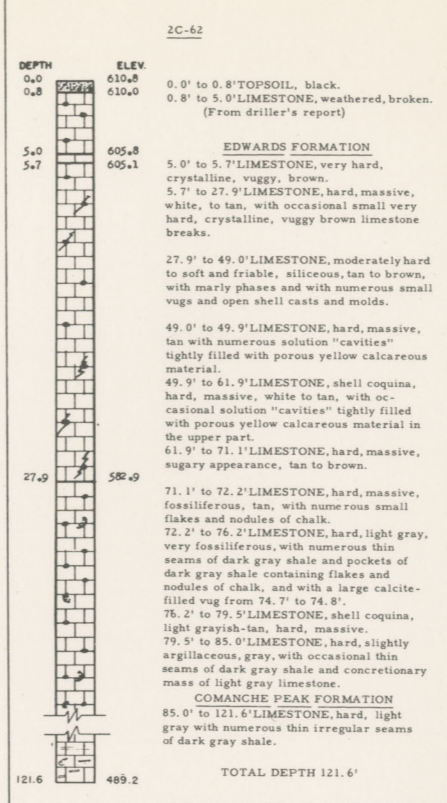 2C-62
DEPTH ELEV.
0.0 610.8
0.8 610.0
5.0 605.8
5.7 605.1
27.9 582.9
121.6 489.2
0.0' to 0.8' TOPSOIL, black.
0.8' to 5.0' LIMESTONE, weathered, broken.
(From driller's report)
EDWARDS FORMATION
5.0' to 5.7' LIMESTONE, very hard,
crystalline, vuggy, brown.
5.7' to 27.9' LIMESTONE, hard, massive,
white, to tan, with occasional small very
hard, crystalline, vuggy brown limestone
breaks.
27.9' to 49.0' LIMESTONE, moderately hard
to soft and friable, siliceous, tan to brown,
with marly phases and with numerous small
vugs and open shell casts and molds.
49.0' to 49.9' LIMESTONE, hard, massive,
tan with numerous solution "cavities"
tightly filled with porous yellow calcareous
material.
49.9' to 61.9' LIMESTONE, shell coquina,
hard, massive, white to tan, with oc-
casional solution "cavities" tightly filled
with porous yellow calcareous material in
the upper part.
61.9' to 71.1' LIMESTONE, hard, massive,
sugary appearance, tan to brown.
71.1' to 72.2' LIMESTONE, hard, massive,
fossiliferous, tan, with numerous small
flakes and nodules of chalk.
72.2' to 76.2' LIMESTONE, hard, light gray,
very fossiliferous, with numerous thin
seams of dark gray shale and pockets of
dark gray shale containing flakes and
nodules of chalk, and with a large calcite-
filled vug from 74.7' to 74.8'.
76.2' to 79.5' LIMESTONE, shell coquina,
light grayish-tan, hard, massive.
79.5' to 85.0' LIMESTONE, hard, slightly
argillaceous, gray, with occasional thin
seams of dark gray shale and concretionary
mass of light gray limestone.
COMANCHE PEAK FORMATION
85.0' to 121.6' LIMESTONE, hard, light
gray with numerous thin irregular seams
of dark gray shale.
TOTAL DEPTH 121.6'